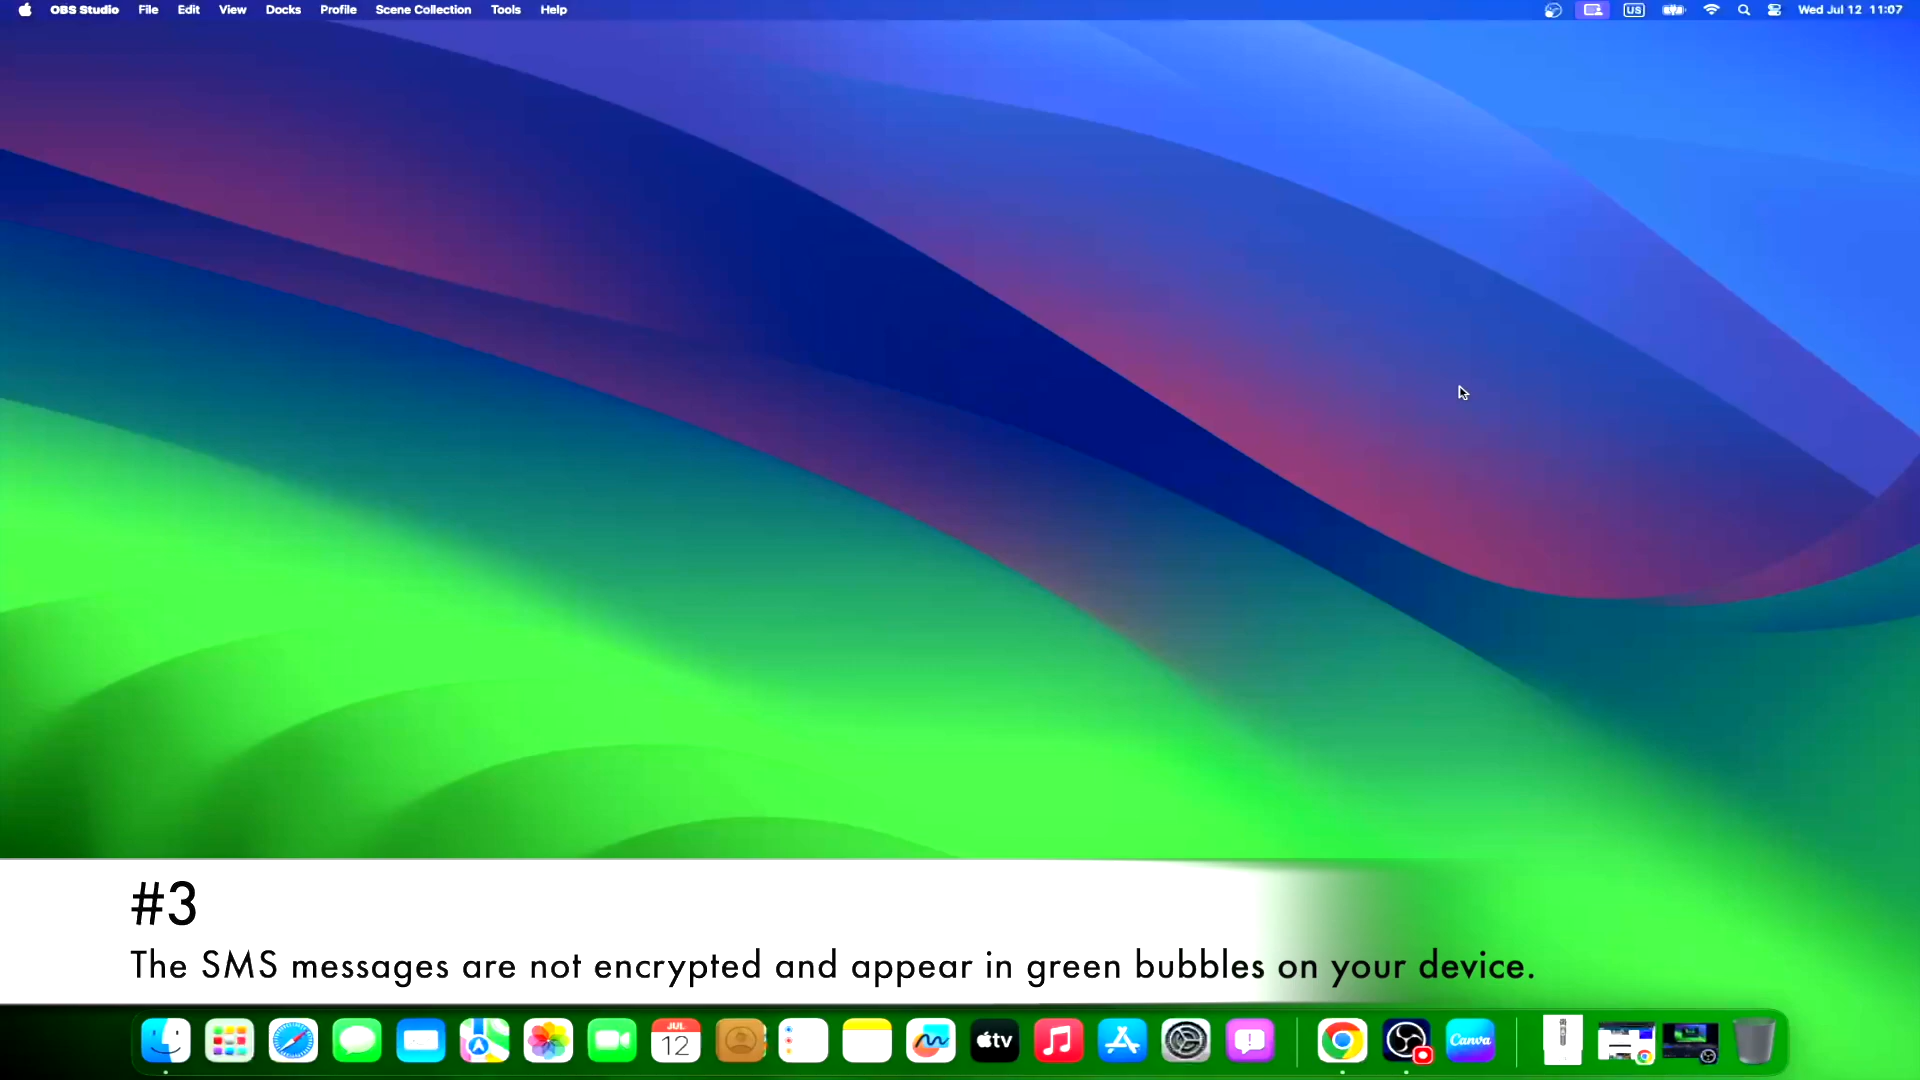 OBS Studio File Edit View Docks Profile Scene Collection Tools Help US Wed Jul 12 11:07
#3
The SMS messages are not encrypted and appear in green bubbles on your device.
JUL
12
tv
Canva